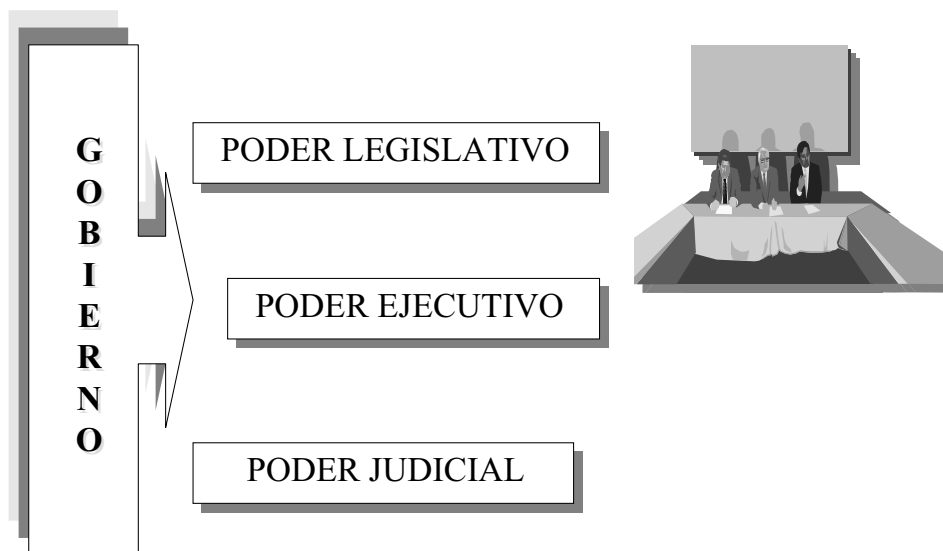 GOBIERNO
PODER LEGISLATIVO
PODER EJECUTIVO
PODER JUDICIAL